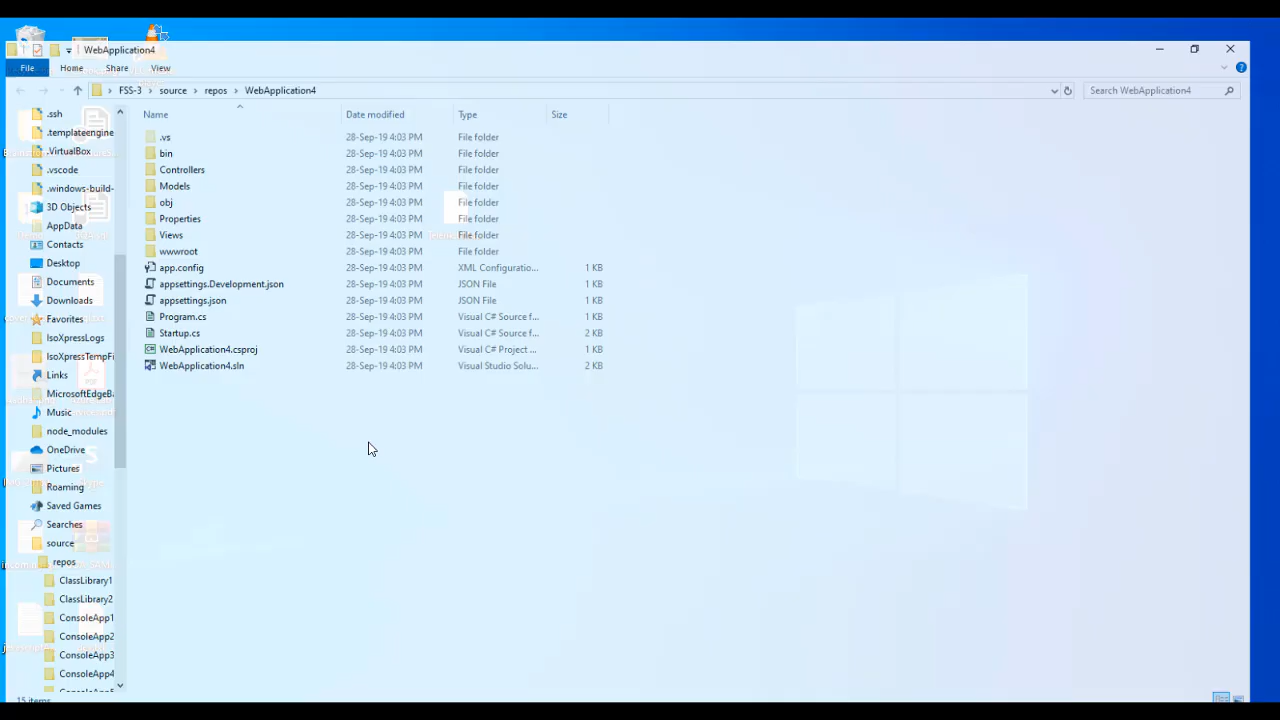 WebApplication4
File Home Share View
FSS-3 source repos WebApplication4
Search WebApplication4
Name Date modified Type Size
.vs 28-Sep-19 4:03 PM File folder
bin 28-Sep-19 4:03 PM File folder
Controllers 28-Sep-19 4:03 PM File folder
Models 28-Sep-19 4:03 PM File folder
obj 28-Sep-19 4:03 PM File folder
Properties 28-Sep-19 4:03 PM File folder
Views 28-Sep-19 4:03 PM File folder
wwwroot 28-Sep-19 4:03 PM File folder
app.config 28-Sep-19 4:03 PM XML Configuratio... 1 KB
appsettings.Development.json 28-Sep-19 4:03 PM JSON File 1 KB
appsettings.json 28-Sep-19 4:03 PM JSON File 1 KB
Program.cs 28-Sep-19 4:03 PM Visual C# Source f... 1 KB
Startup.cs 28-Sep-19 4:03 PM Visual C# Source f... 2 KB
WebApplication4.csproj 28-Sep-19 4:03 PM Visual C# Project ... 1 KB
WebApplication4.sln 28-Sep-19 4:03 PM Visual Studio Solu... 2 KB
.ssh
.templateengine
.VirtualBox
.vscode
.windows-build-
3D Objects
AppData
Contacts
Desktop
Documents
Downloads
Favorites
IsoXpressLogs
IsoXpressTempFi
Links
MicrosoftEdgeBa
Music
node_modules
OneDrive
Pictures
Roaming
Saved Games
Searches
source
repos
ClassLibrary1
ClassLibrary2
ConsoleApp1
ConsoleApp2
ConsoleApp3
ConsoleApp4
15 items